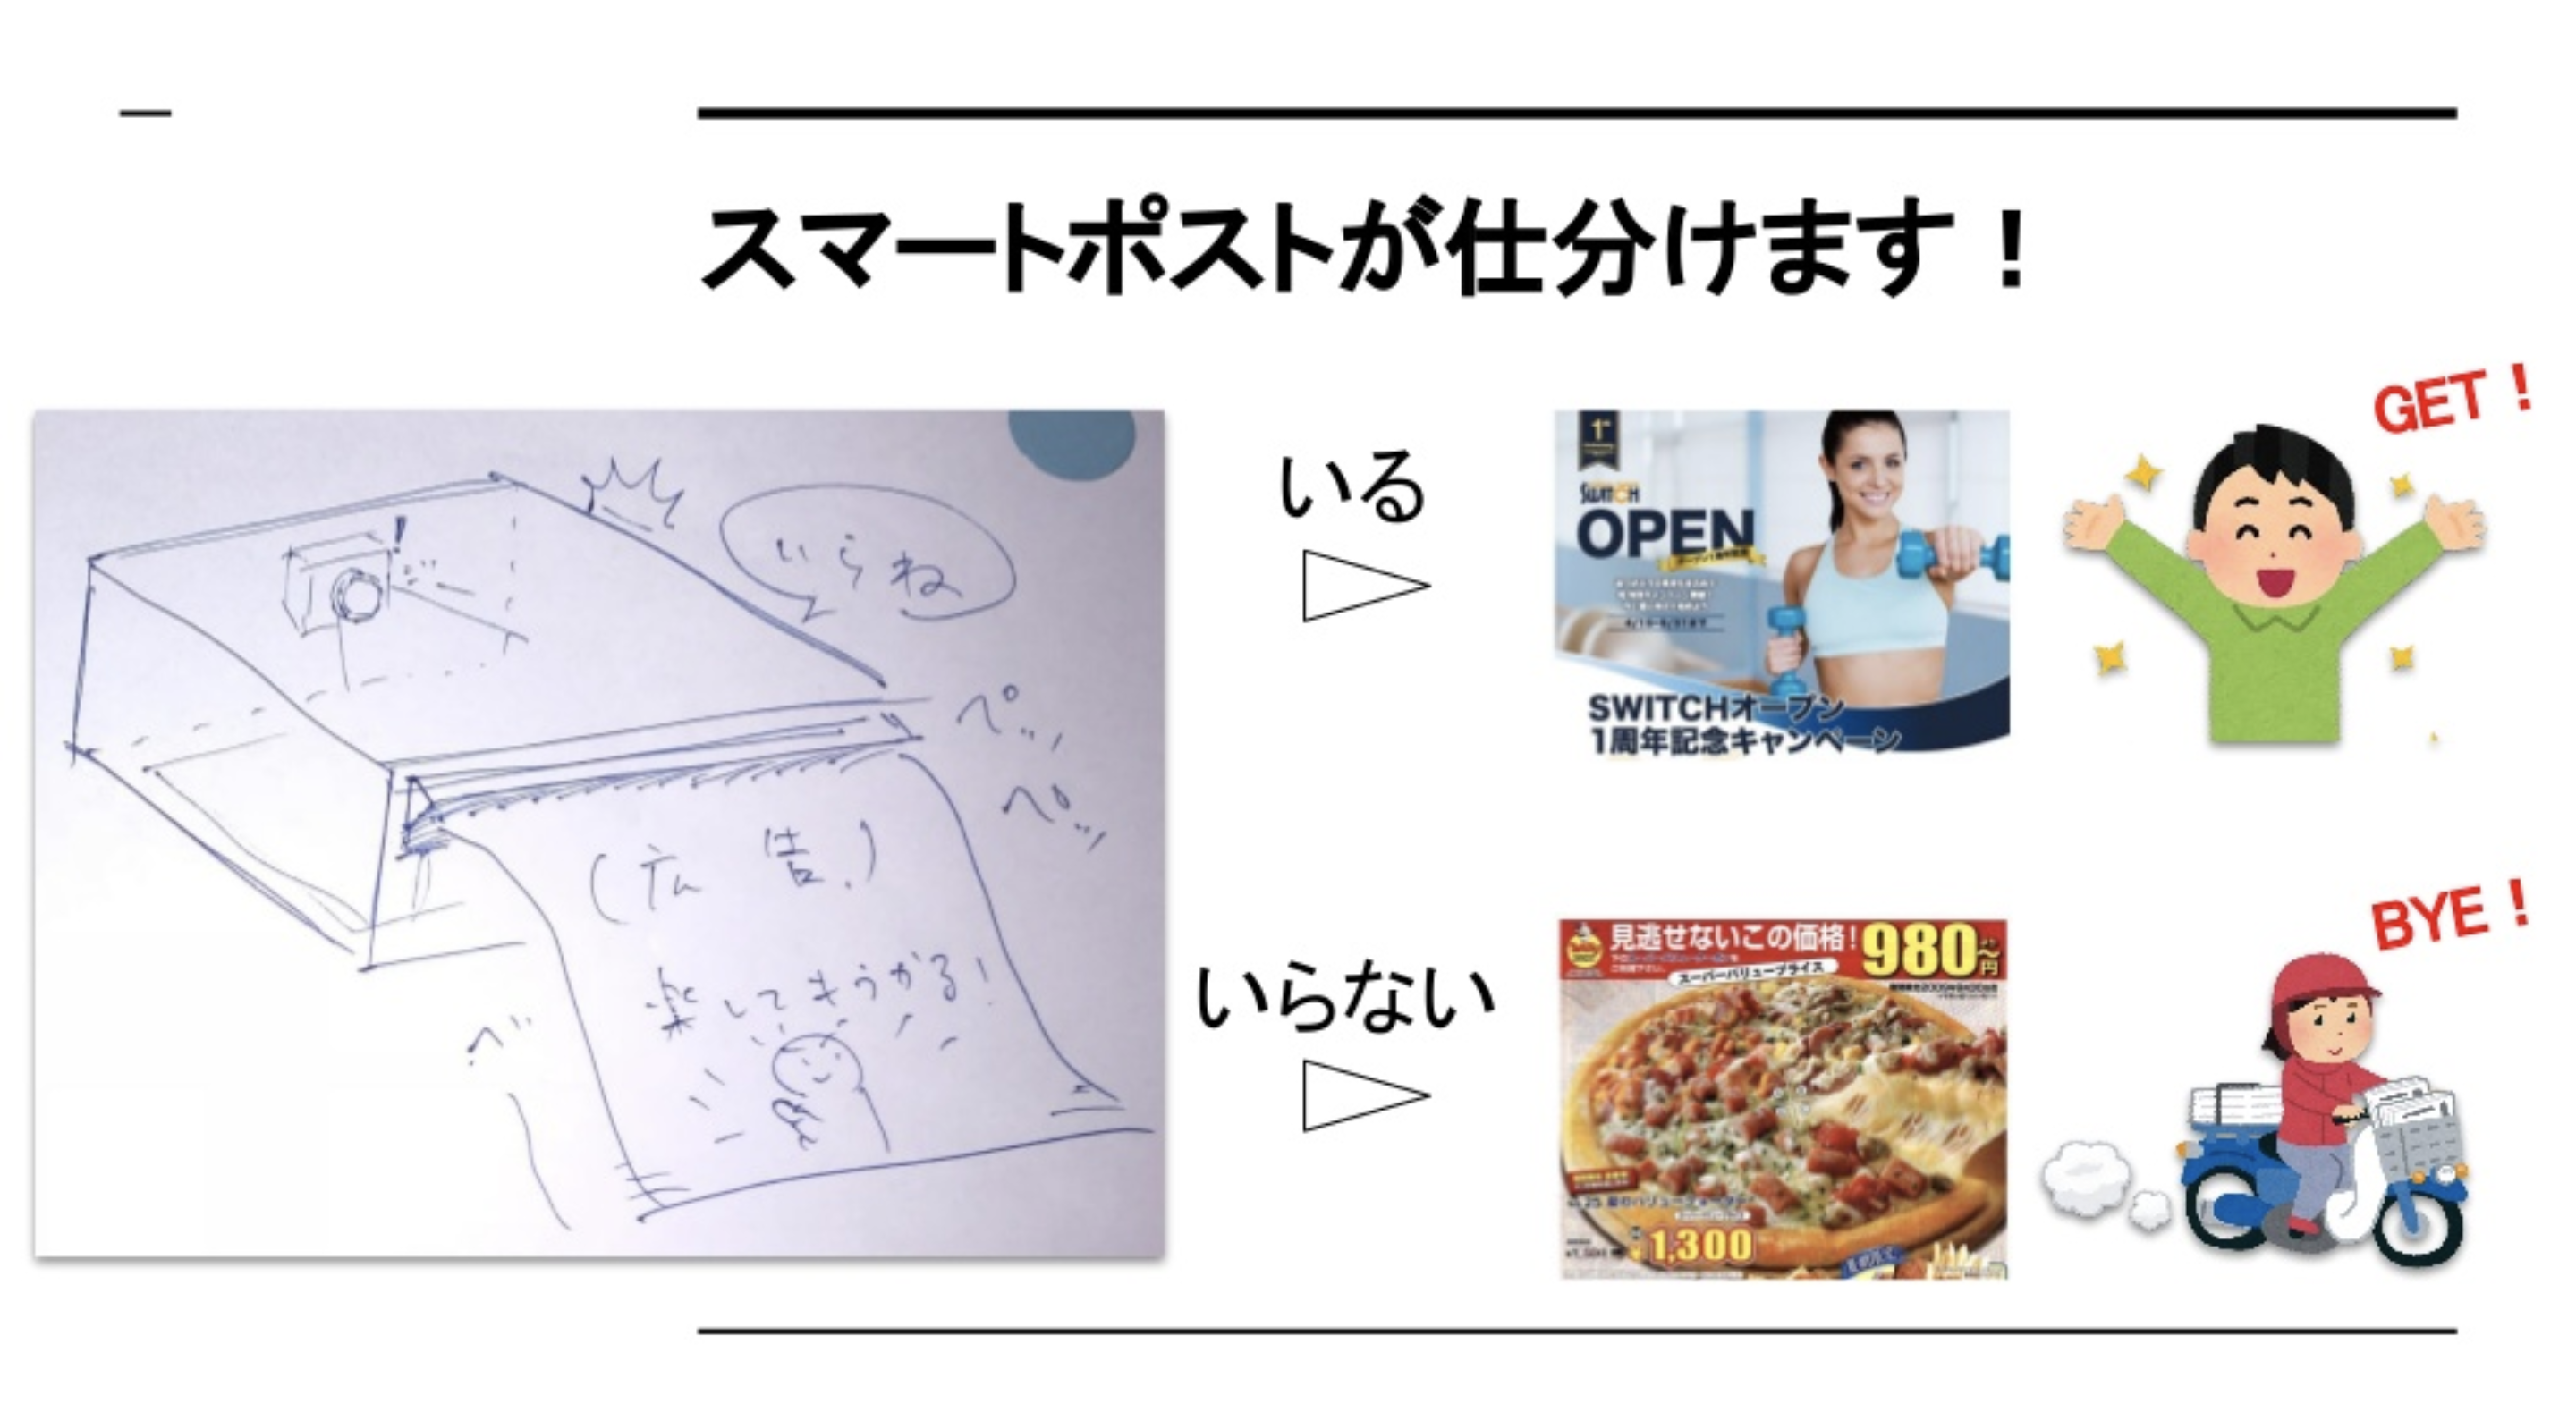 スマートポストが仕分けます！
いらね
ペッ
ペッ
(広告)
楽してもうかる！
べー
いる
SWITCH
OPEN
SWITCHオープン
1周年記念キャンペーン
GET！
いらない
見逃せないこの価格！980円～
スーパーバリュープライス
1,300
BYE！